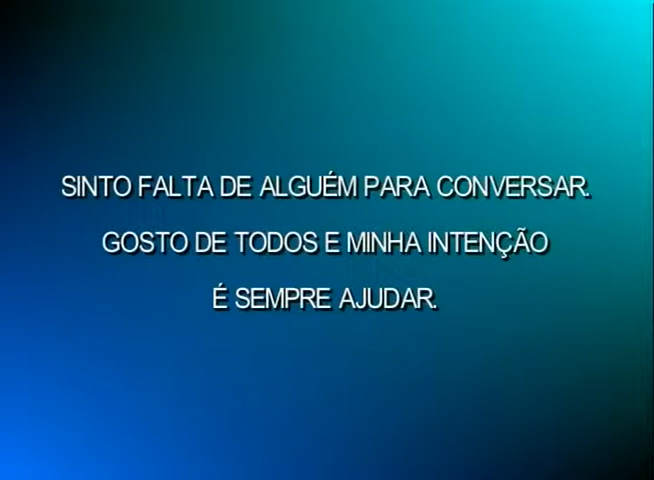 SINTO FALTA DE ALGUÉM PARA CONVERSAR.
GOSTO DE TODOS E MINHA INTENÇÃO
É SEMPRE AJUDAR.